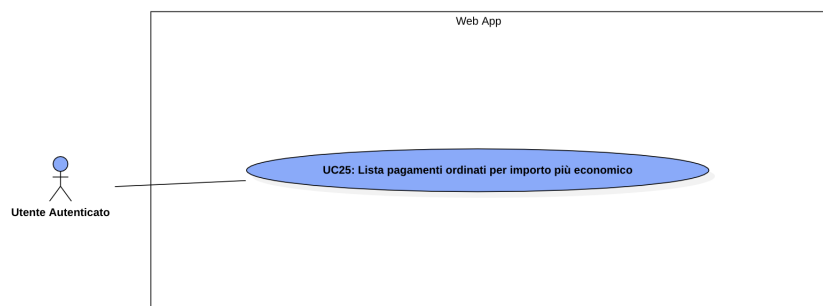 Web App
UC25: Lista pagamenti ordinati per importo più economico
Utente Autenticato